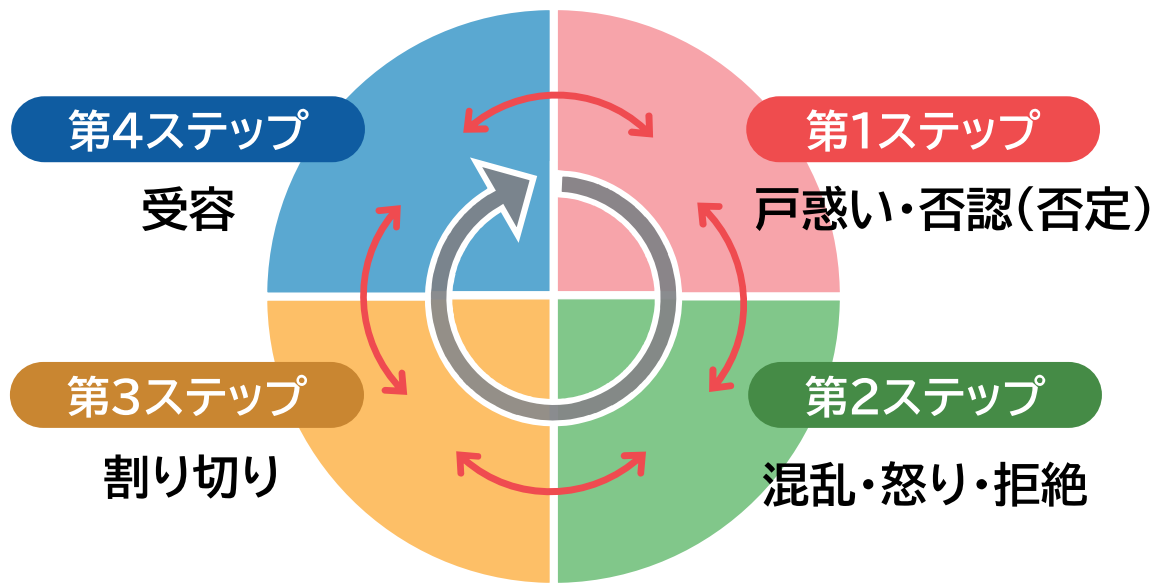 第1ステップ
戸惑い・否認(否定)
第2ステップ
混乱・怒り・拒絶
第3ステップ
割り切り
第4ステップ
受容